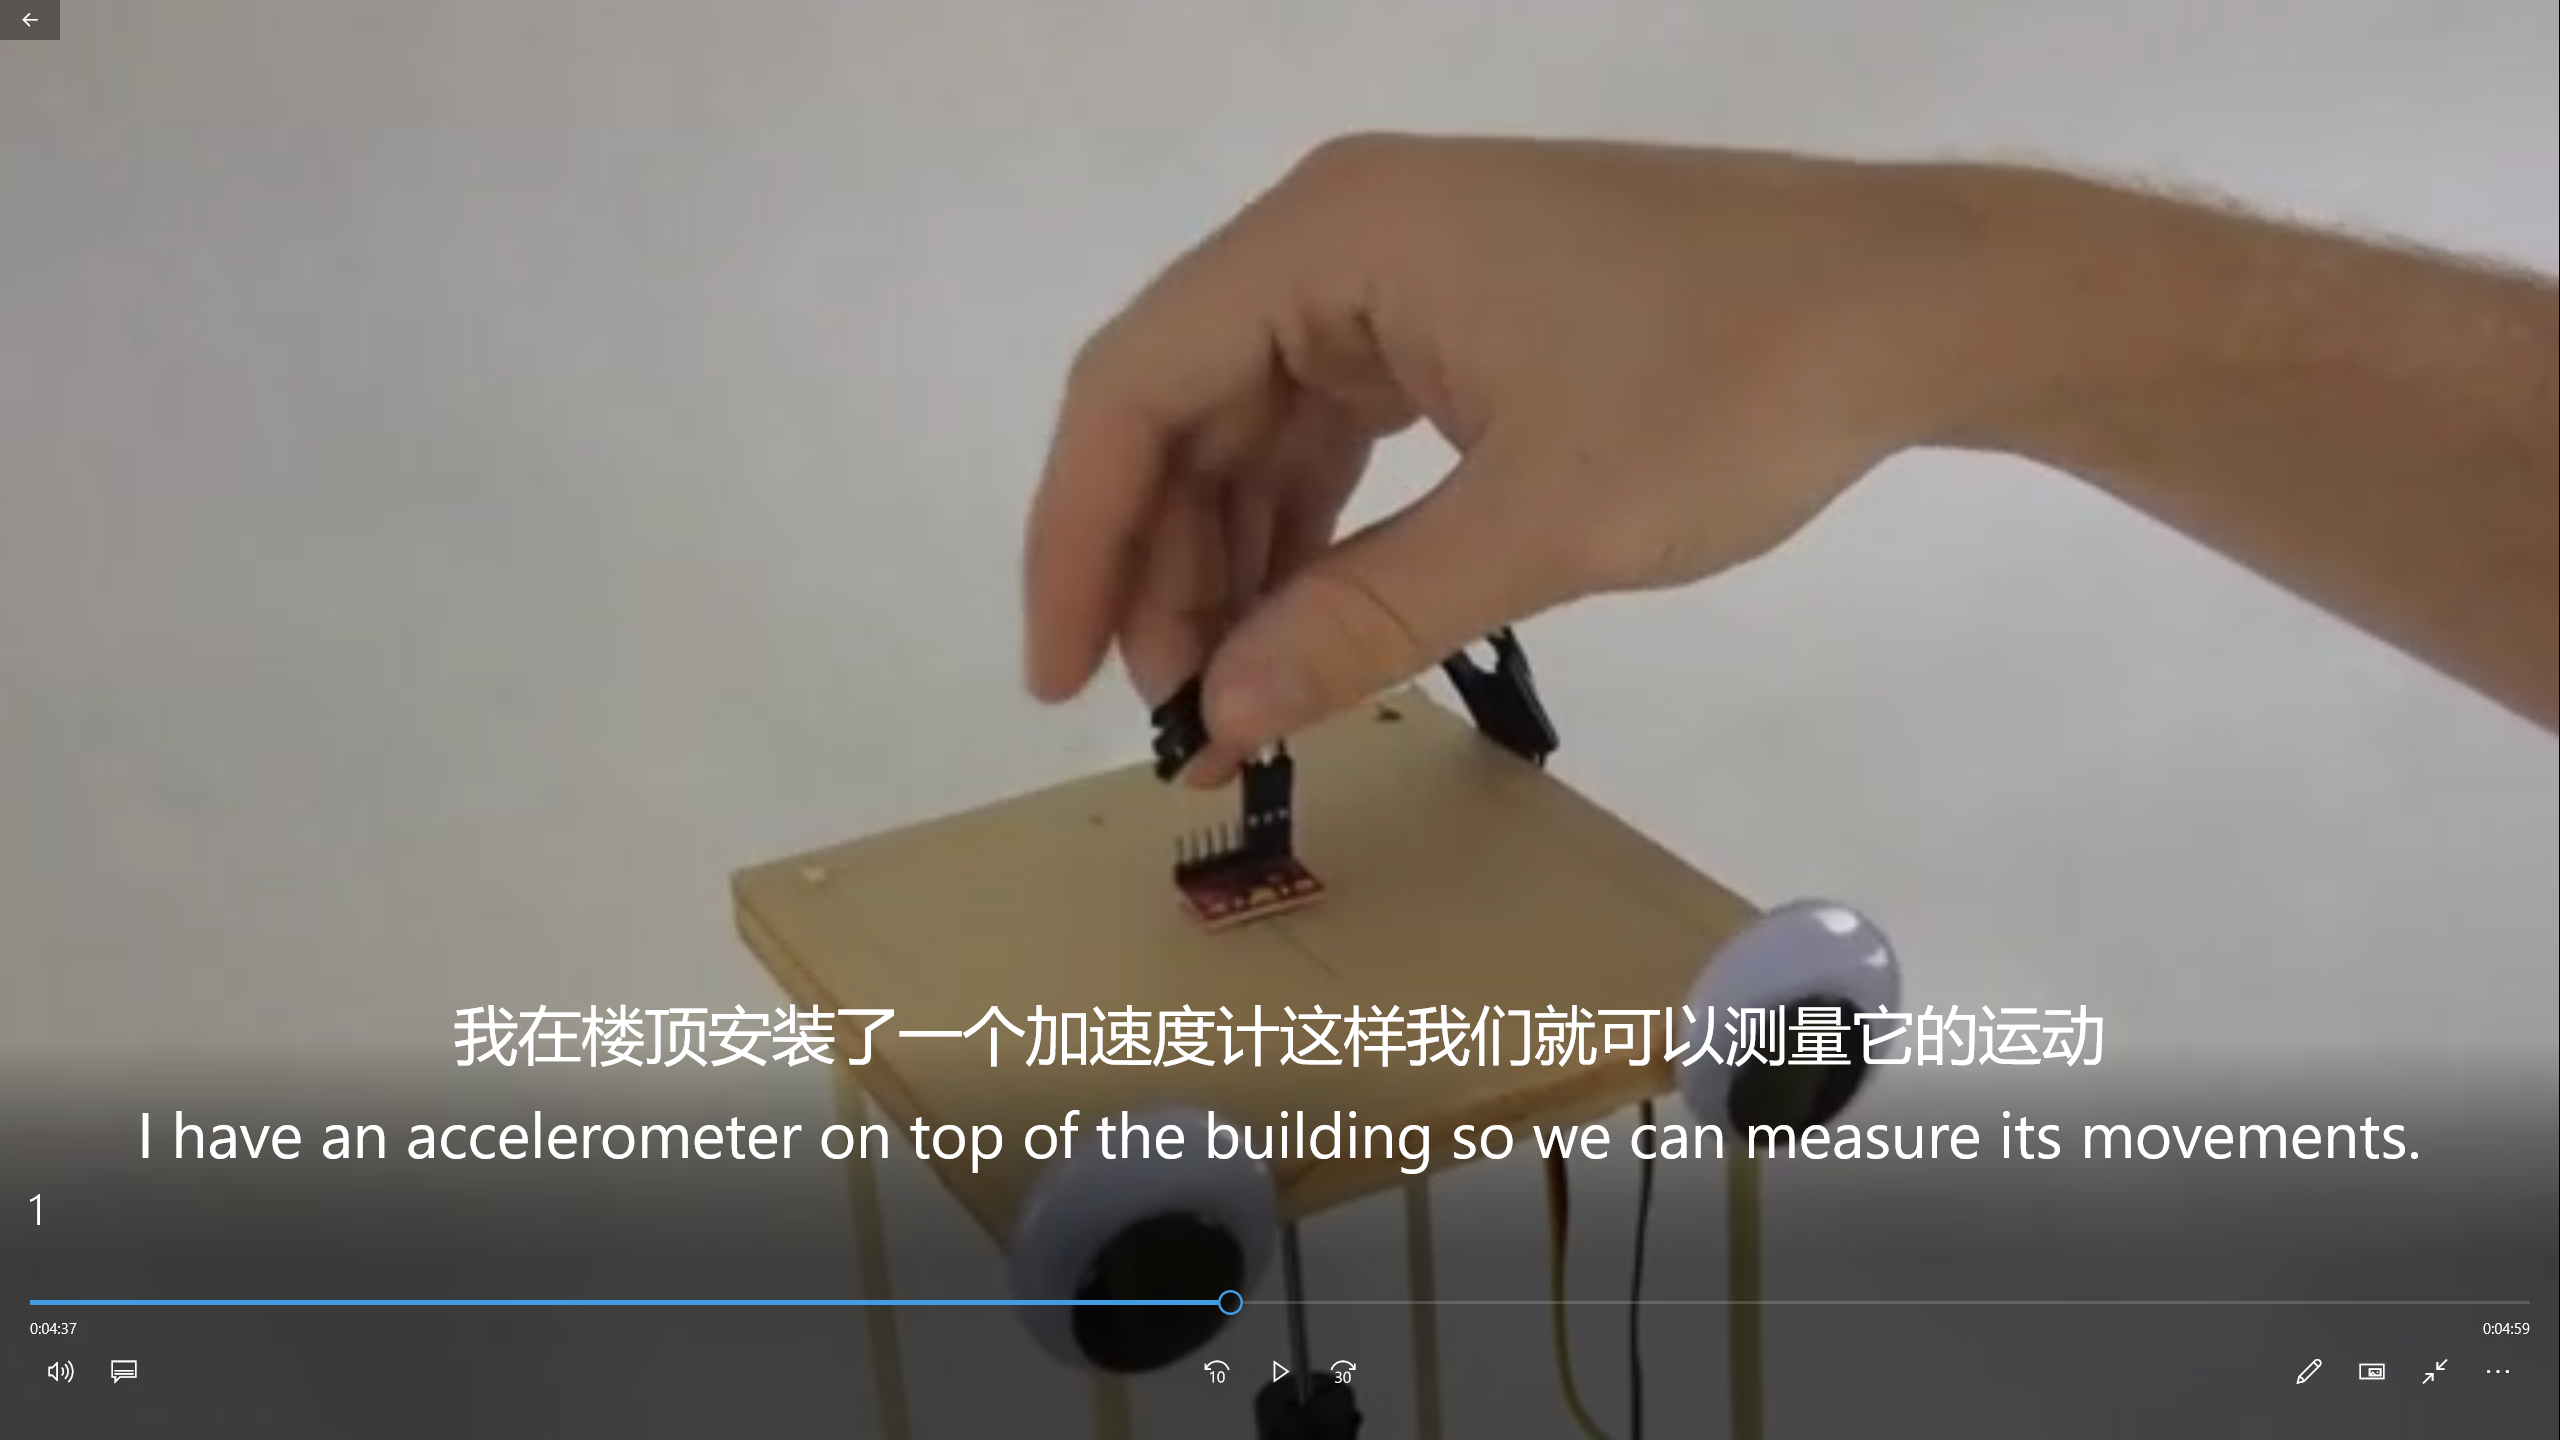 我在楼顶安装了一个加速度计这样我们就可以测量它的运动
I have an accelerometer on top of the building so we can measure its movements.
1
0:04:37
0:04:59
10
30